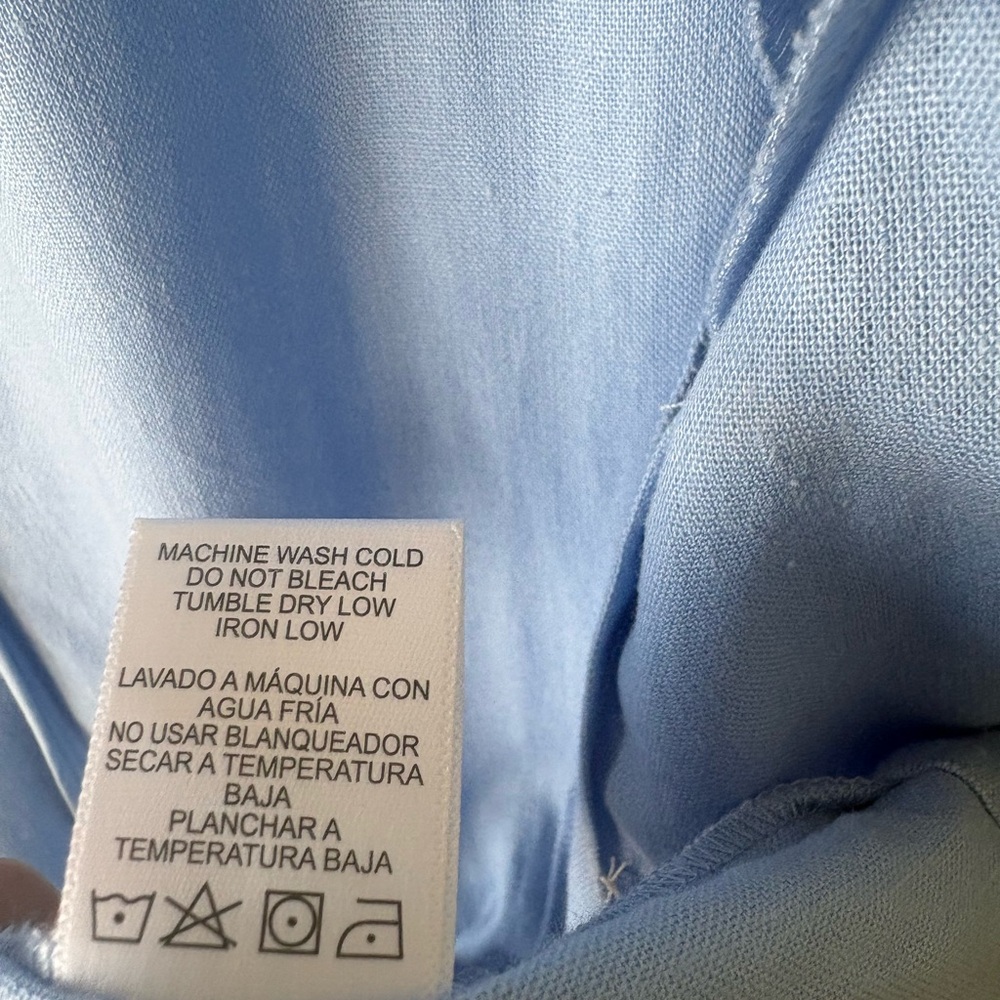 MACHINE WASH COLD
DO NOT BLEACH
TUMBLE DRY LOW
IRON LOW
LAVADO A MÁQUINA CON
AGUA FRÍA
NO USAR BLANQUEADOR
SECAR A TEMPERATURA
BAJA
PLANCHAR A
TEMPERATURA BAJA